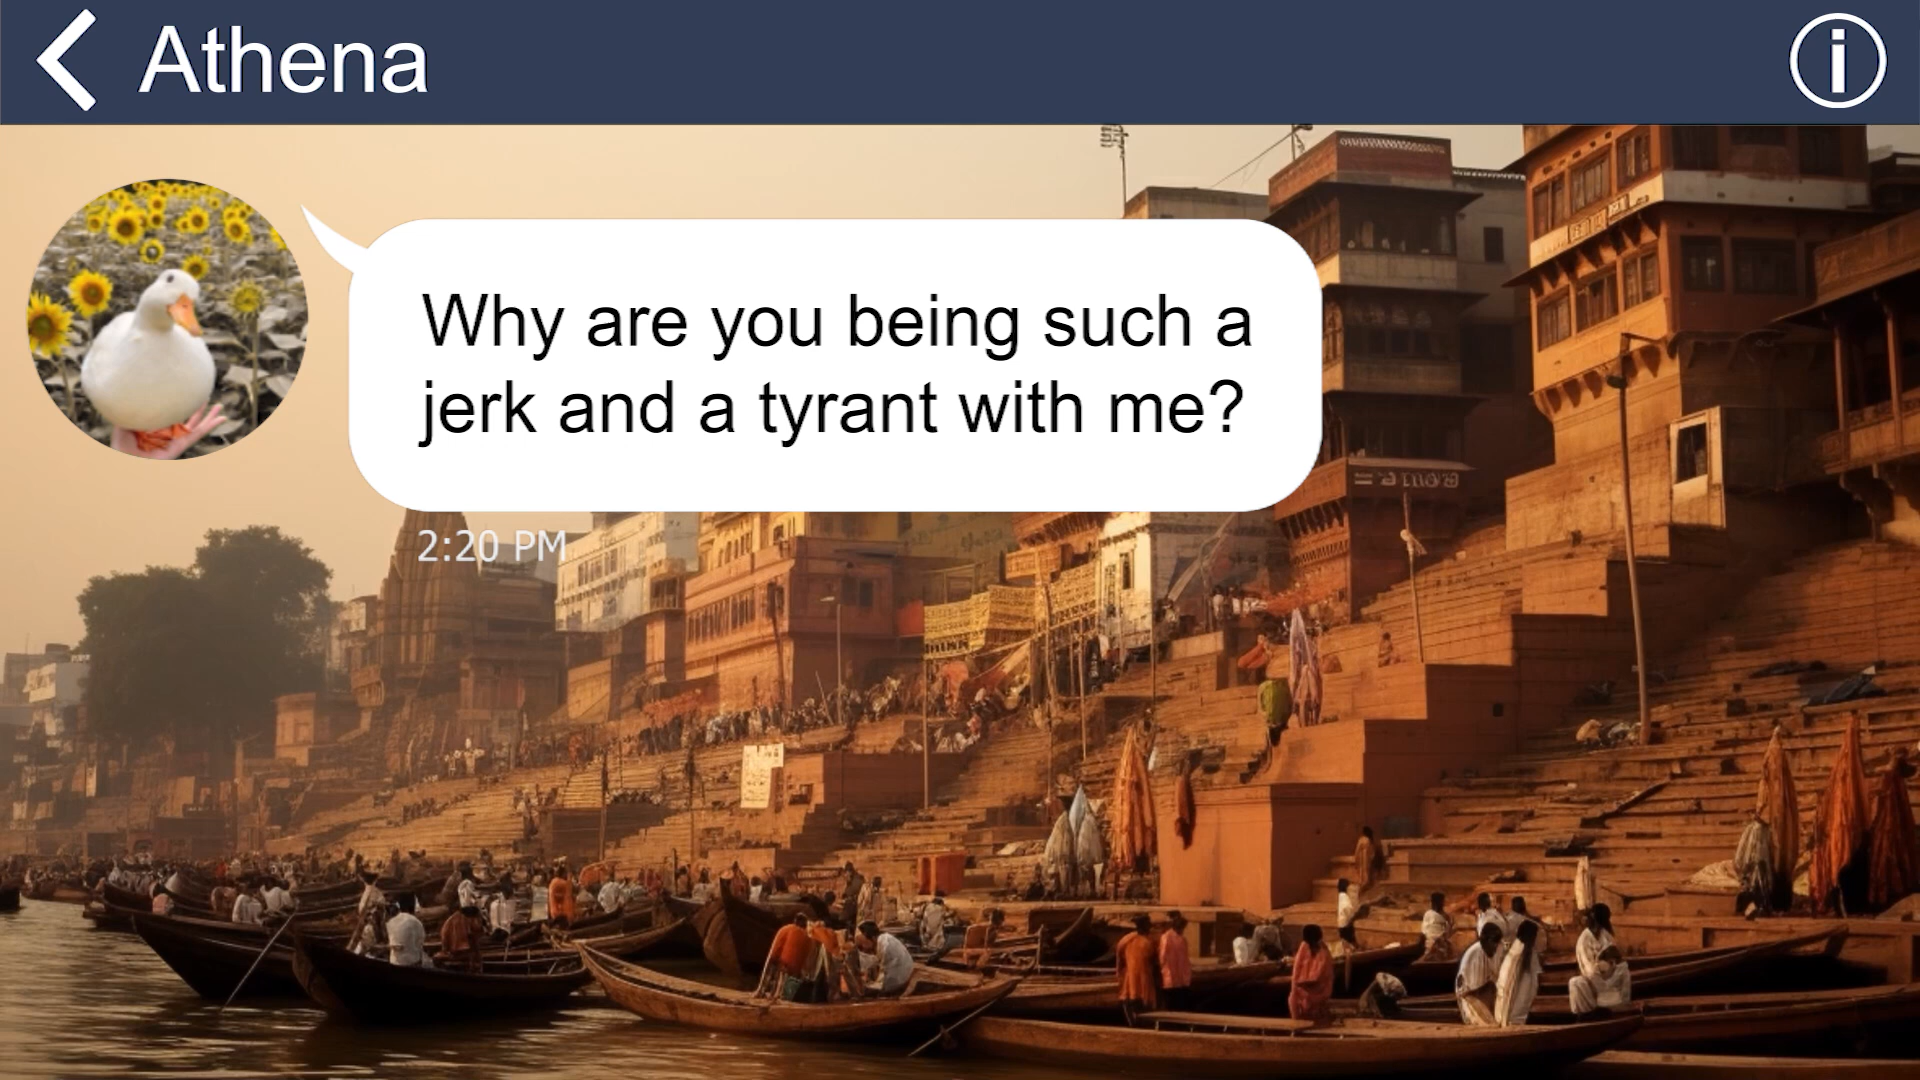 Athena
Why are you being such a
jerk and a tyrant with me?
2:20 PM